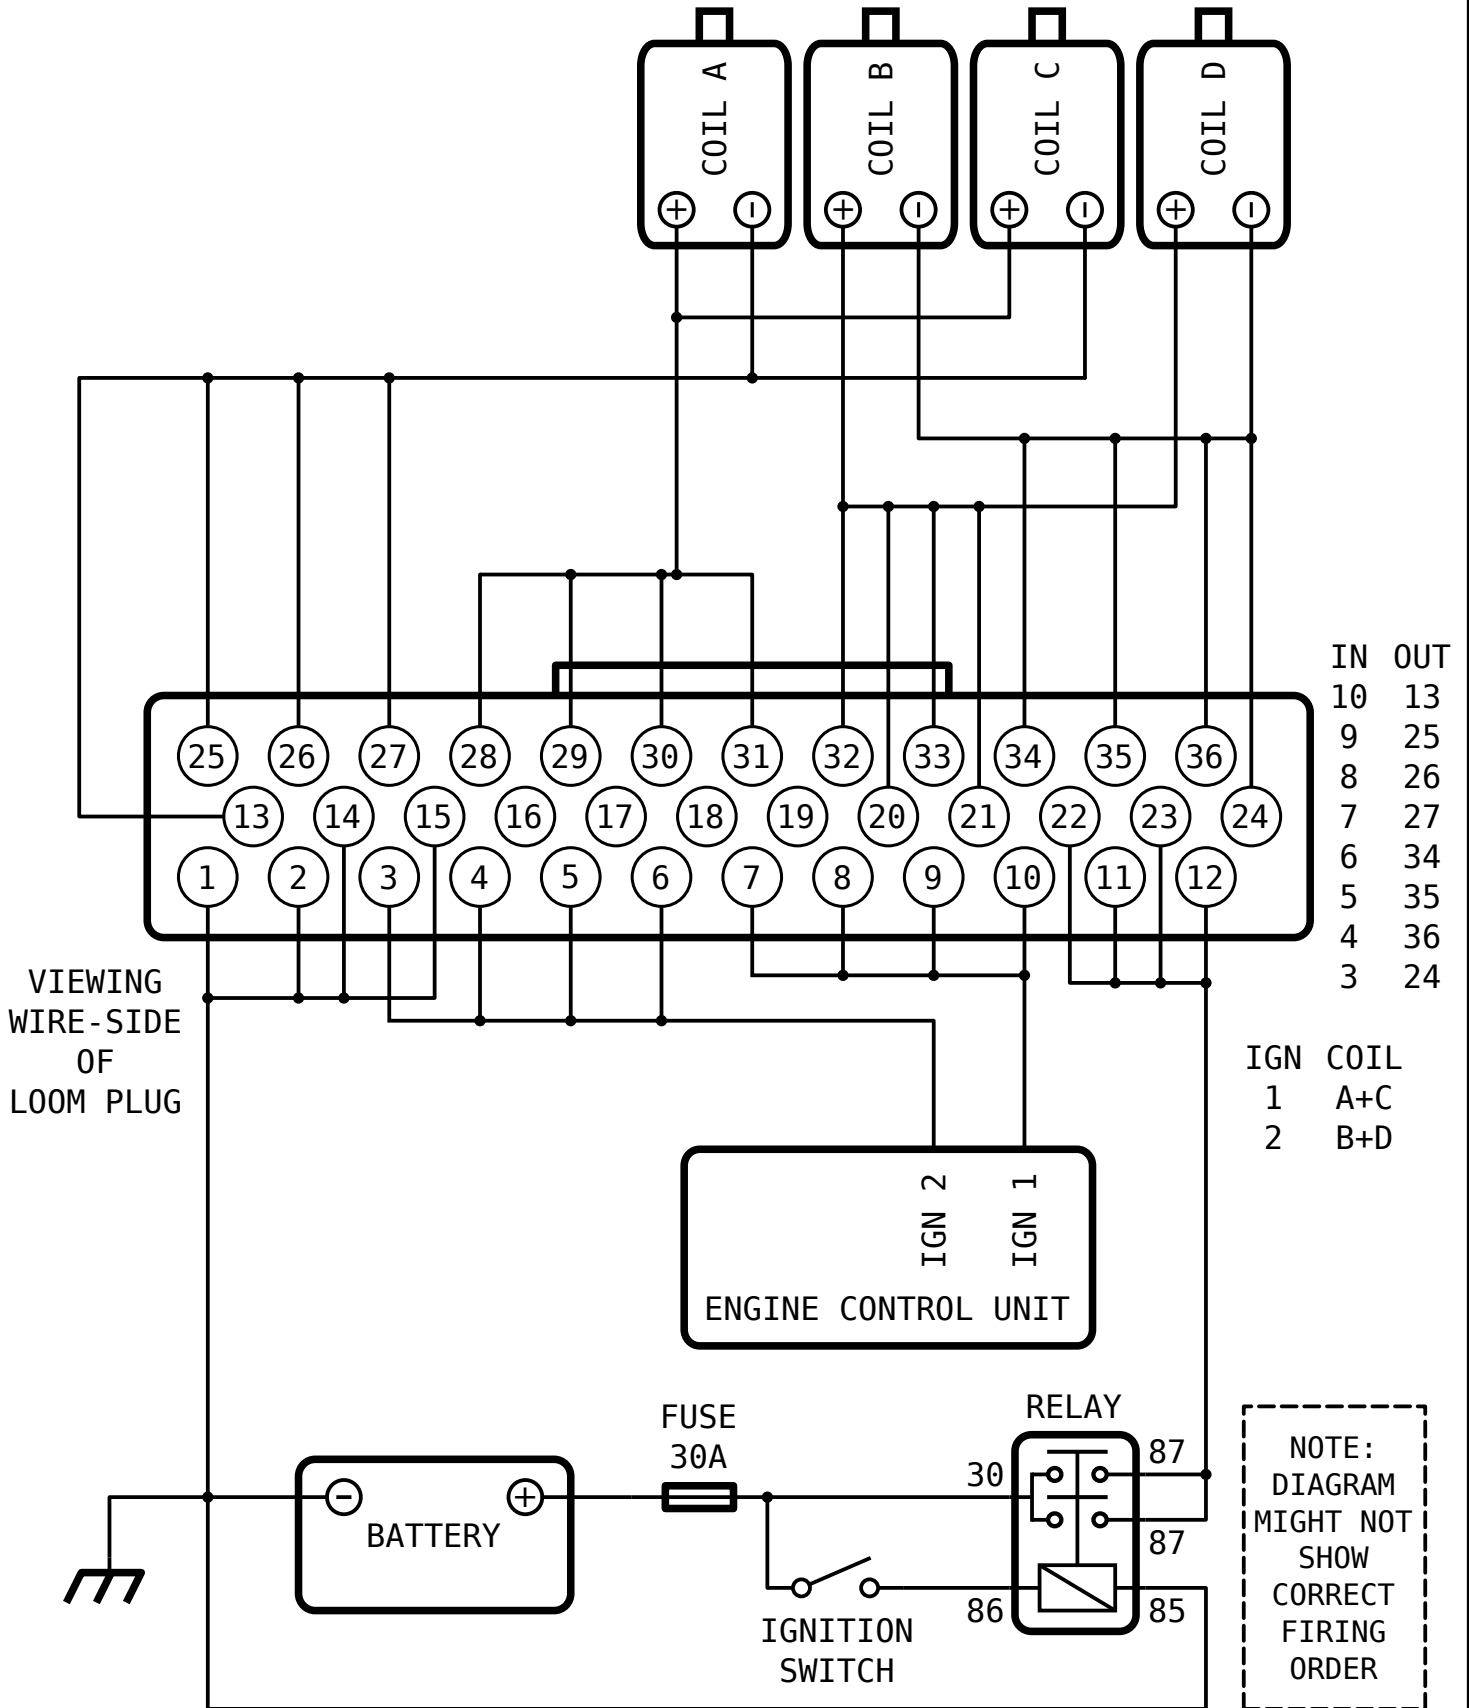 COIL A
COIL B
COIL C
COIL D
+ − + − + − + −
IN OUT
10 13
9 25
8 26
7 27
6 34
5 35
4 36
3 24
25 26 27 28 29 30 31 32 33 34 35 36
13 14 15 16 17 18 19 20 21 22 23 24
1 2 3 4 5 6 7 8 9 10 11 12
VIEWING
WIRE-SIDE
OF
LOOM PLUG
IGN COIL
1 A+C
2 B+D
IGN 2
IGN 1
ENGINE CONTROL UNIT
FUSE
30A
RELAY
30
87
87
86
85
− +
BATTERY
IGNITION
SWITCH
NOTE:
DIAGRAM
MIGHT NOT
SHOW
CORRECT
FIRING
ORDER